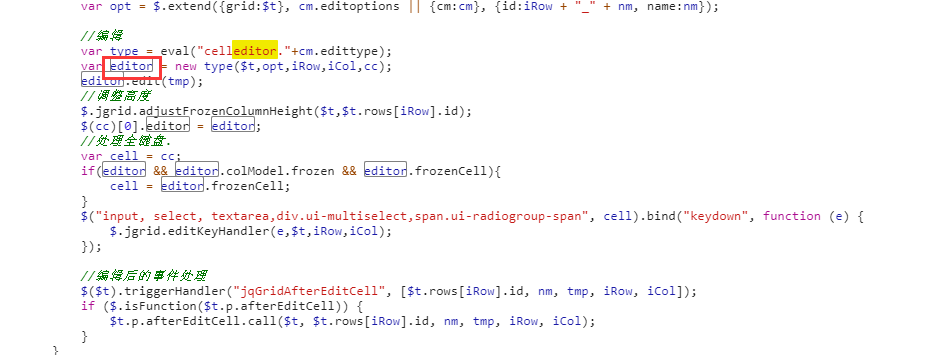 var opt = $.extend({grid:$t}, cm.editoptions || {cm:cm}, {id:iRow + "_" + nm, name:nm});
//编辑
var type = eval("celleditor."+cm.edittype);
var editor = new type($t,opt,iRow,iCol,cc);
editor.edit(tmp);
//调整高度
$.jgrid.adjustFrozenColumnHeight($t,$t.rows[iRow].id);
$(cc)[0].editor = editor;
//处理全键盘.
var cell = cc;
if(editor && editor.colModel.frozen && editor.frozenCell){
cell = editor.frozenCell;
}
$("input, select, textarea,div.ui-multiselect,span.ui-radiogroup-span", cell).bind("keydown", function (e) {
$.jgrid.editKeyHandler(e,$t,iRow,iCol);
});
//编辑后的事件处理
$($t).triggerHandler("jqGridAfterEditCell", [$t.rows[iRow].id, nm, tmp, iRow, iCol]);
if ($.isFunction($t.p.afterEditCell)) {
$t.p.afterEditCell.call($t, $t.rows[iRow].id, nm, tmp, iRow, iCol);
}
}